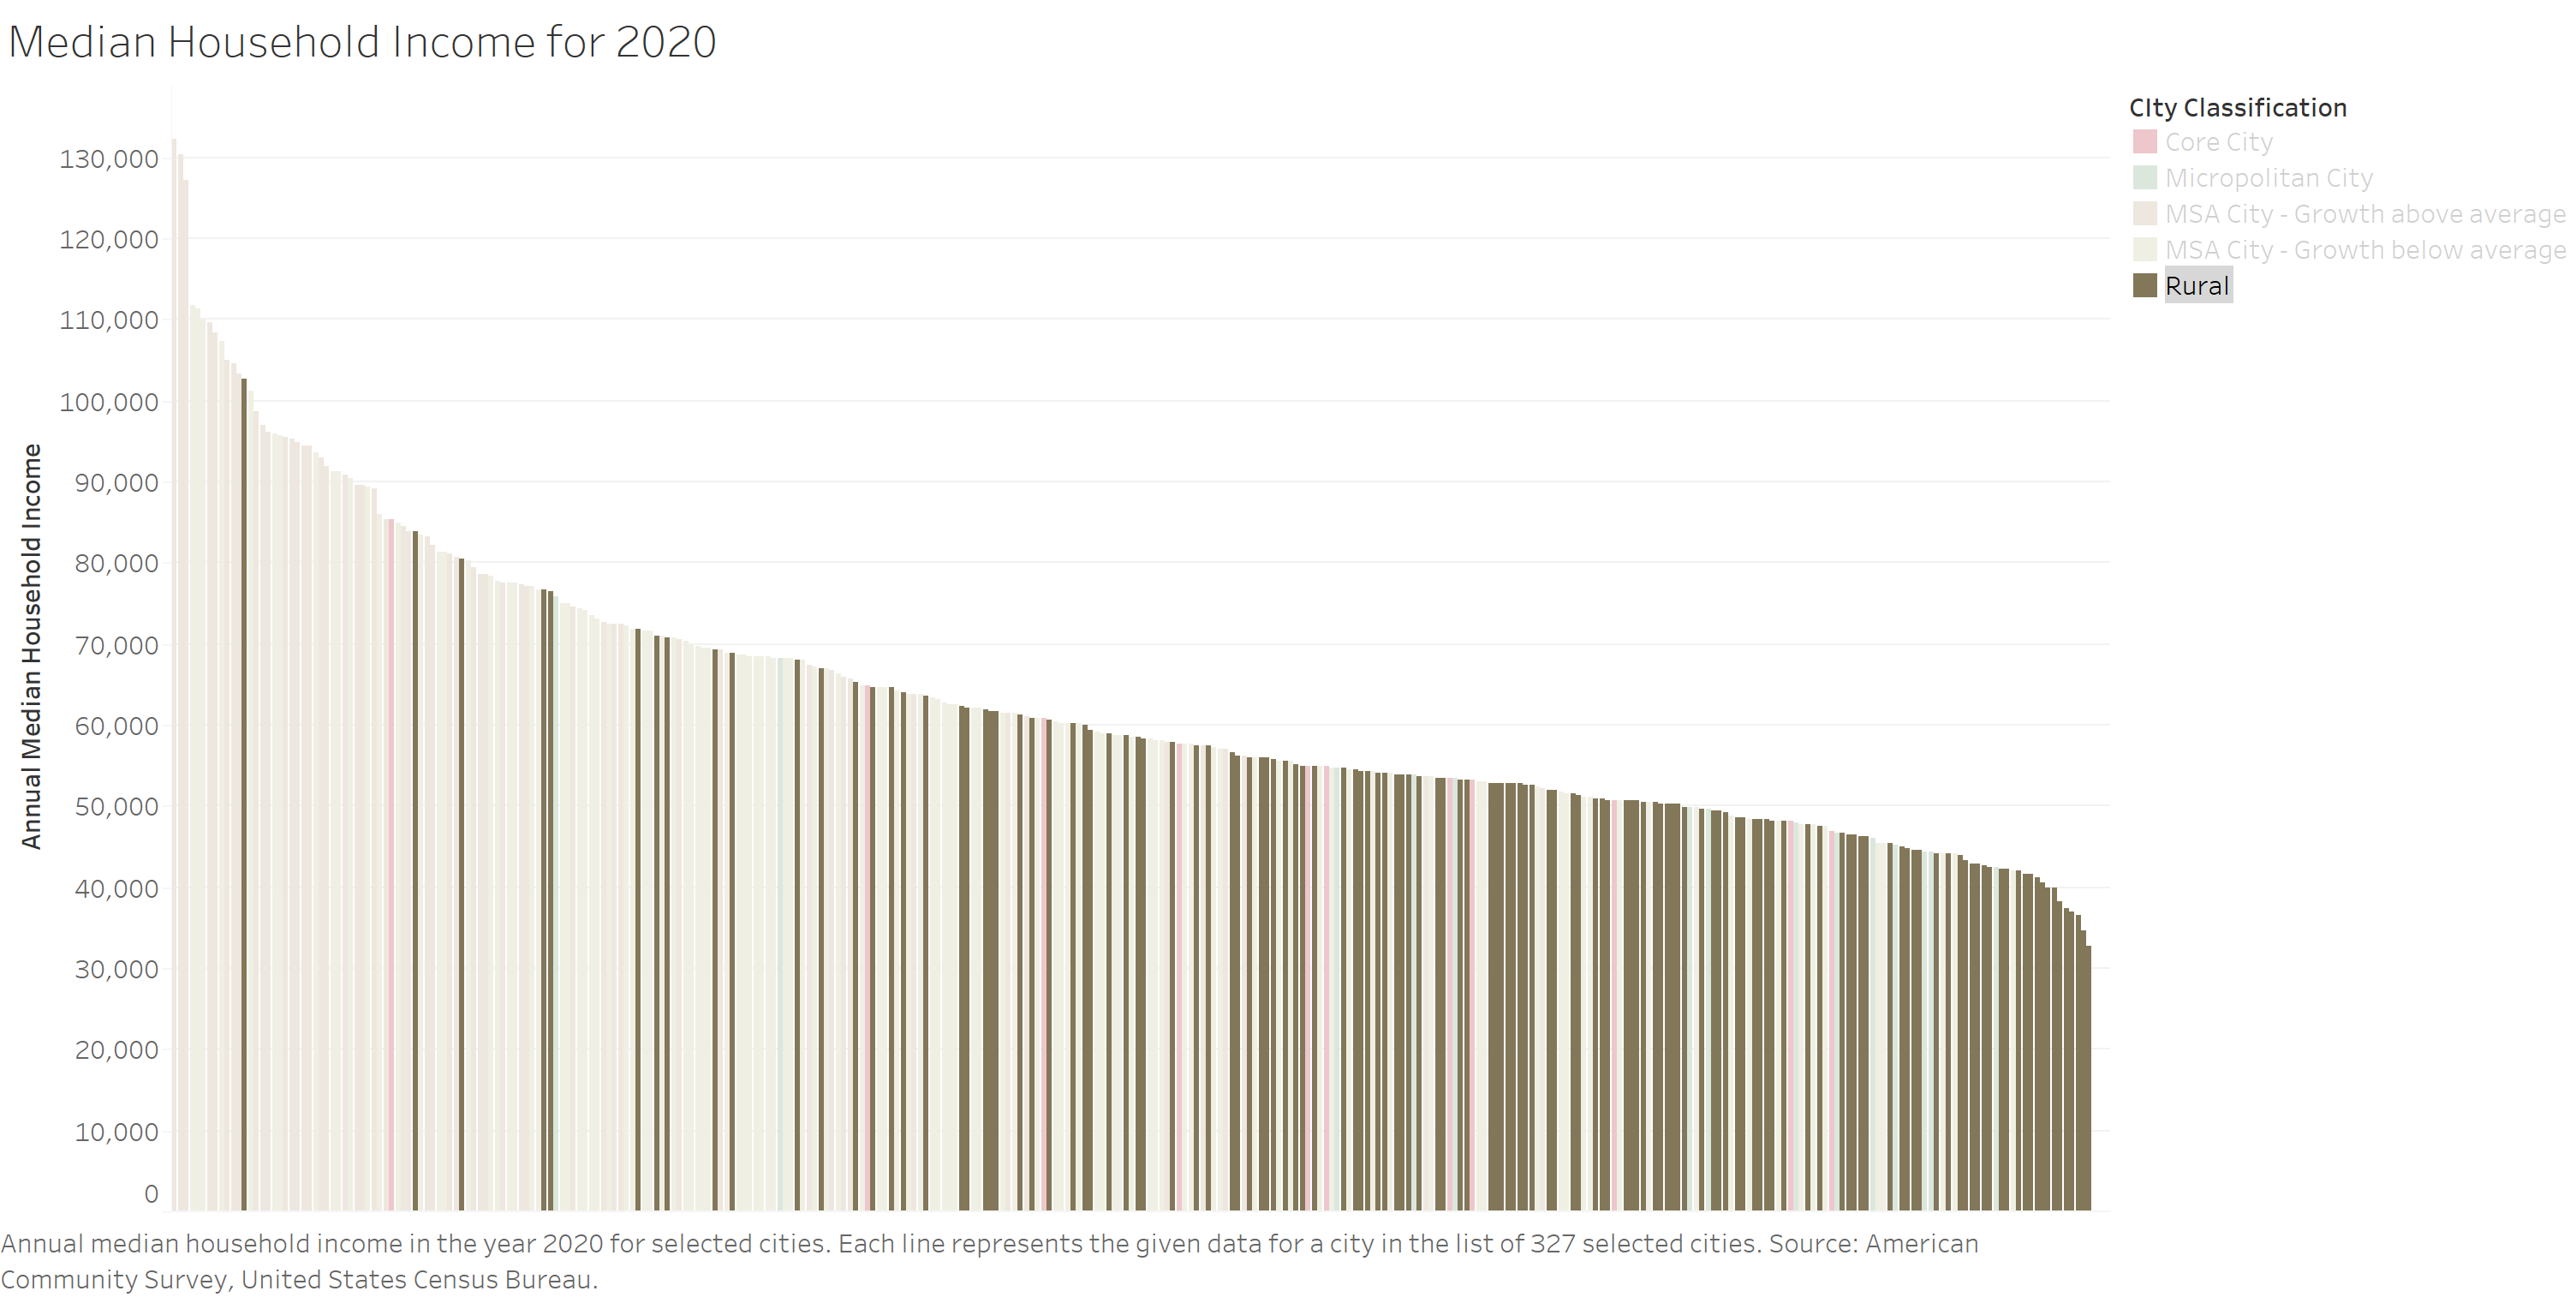 Median Household Income for 2020
Annual Median Household Income
130,000
120,000
110,000
100,000
90,000
80,000
70,000
60,000
50,000
40,000
30,000
20,000
10,000
0
CIty Classification
Core City
Micropolitan City
MSA City - Growth above average
MSA City - Growth below average
Rural
Annual median household income in the year 2020 for selected cities. Each line represents the given data for a city in the list of 327 selected cities. Source: American
Community Survey, United States Census Bureau.